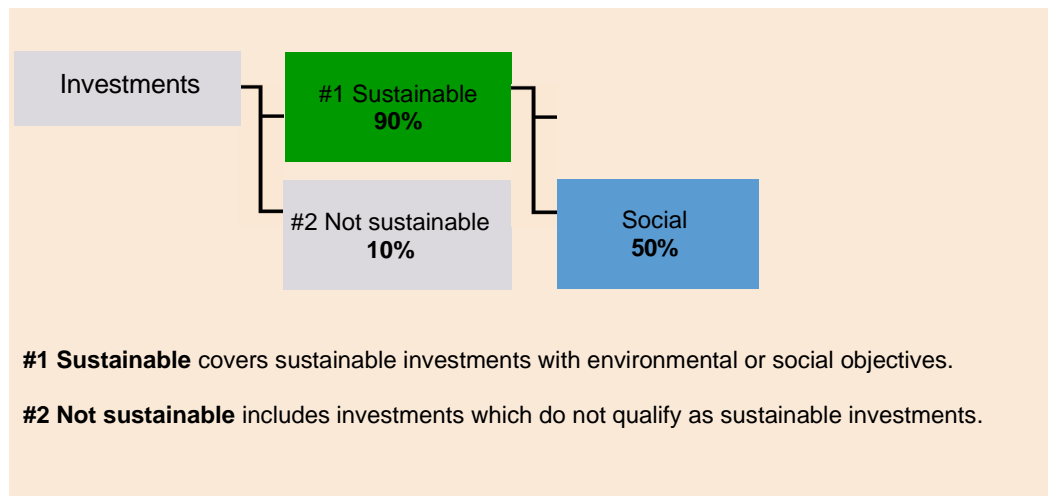 Investments
#1 Sustainable
90%
#2 Not sustainable
10%
Social
50%
#1 Sustainable covers sustainable investments with environmental or social objectives.
#2 Not sustainable includes investments which do not qualify as sustainable investments.